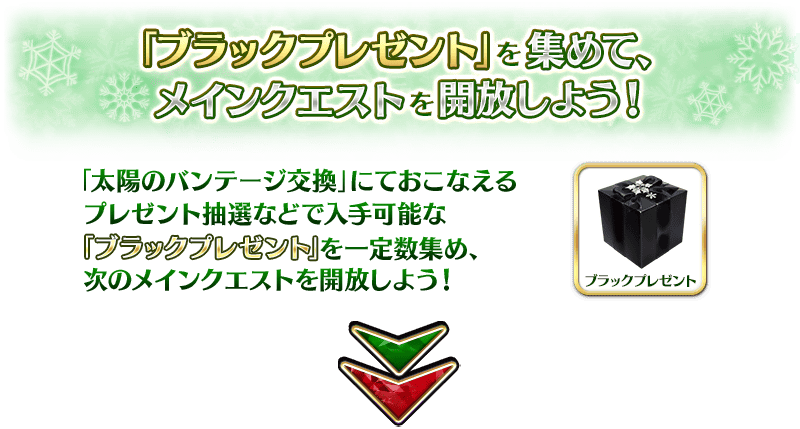 「ブラックプレゼント」を集めて、
メインクエストを開放しよう！
「太陽のバンテージ交換」にておこなえる
プレゼント抽選などで入手可能な
『ブラックプレゼント』を一定数集め、
次のメインクエストを開放しよう！
ブラックプレゼント